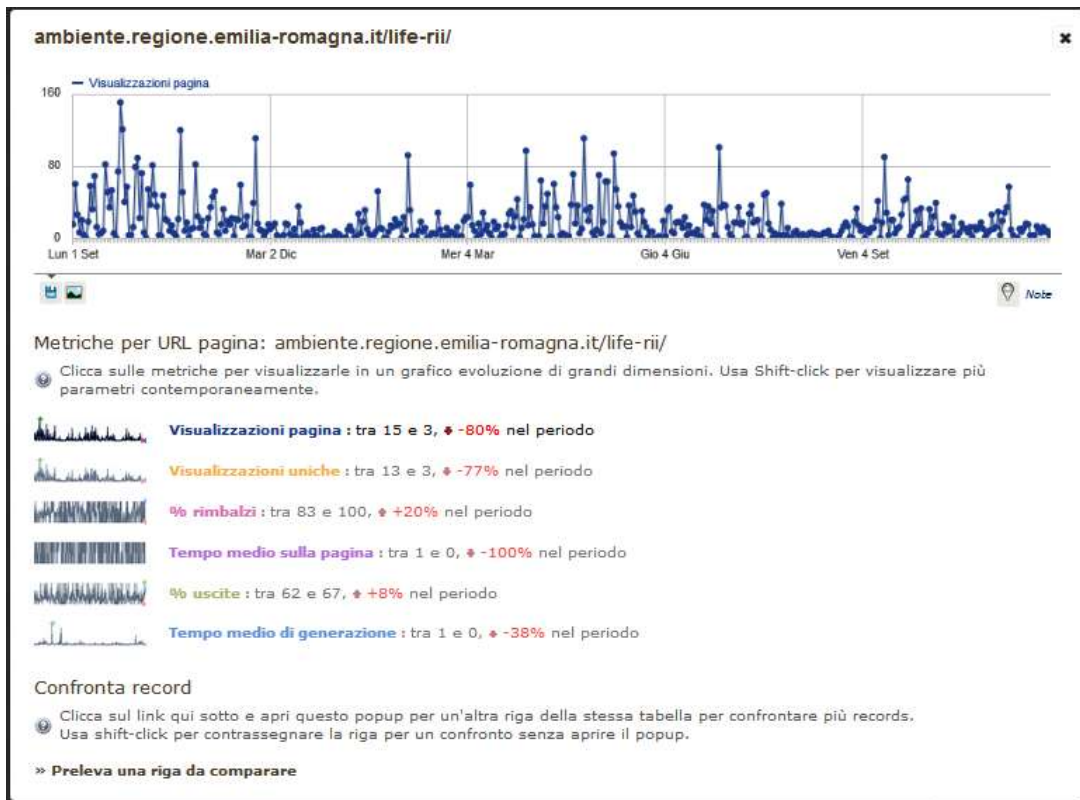 ambiente.regione.emilia-romagna.it/life-rii/
Visualizzazioni pagina
160
80
0
Lun 1 Set
Mar 2 Dic
Mer 4 Mar
Gio 4 Giu
Ven 4 Set
Note
Metriche per URL pagina: ambiente.regione.emilia-romagna.it/life-rii/
Clicca sulle metriche per visualizzarle in un grafico evoluzione di grandi dimensioni. Usa Shift-click per visualizzare più
parametri contemporaneamente.
Visualizzazioni pagina : tra 15 e 3, -80% nel periodo
Visualizzazioni uniche : tra 13 e 3, -77% nel periodo
% rimbalzi : tra 83 e 100, +20% nel periodo
Tempo medio sulla pagina : tra 1 e 0, -100% nel periodo
% uscite : tra 62 e 67, +8% nel periodo
Tempo medio di generazione : tra 1 e 0, -38% nel periodo
Confronta record
Clicca sul link qui sotto e apri questo popup per un'altra riga della stessa tabella per confrontare più records.
Usa shift-click per contrassegnare la riga per un confronto senza aprire il popup.
» Preleva una riga da comparare